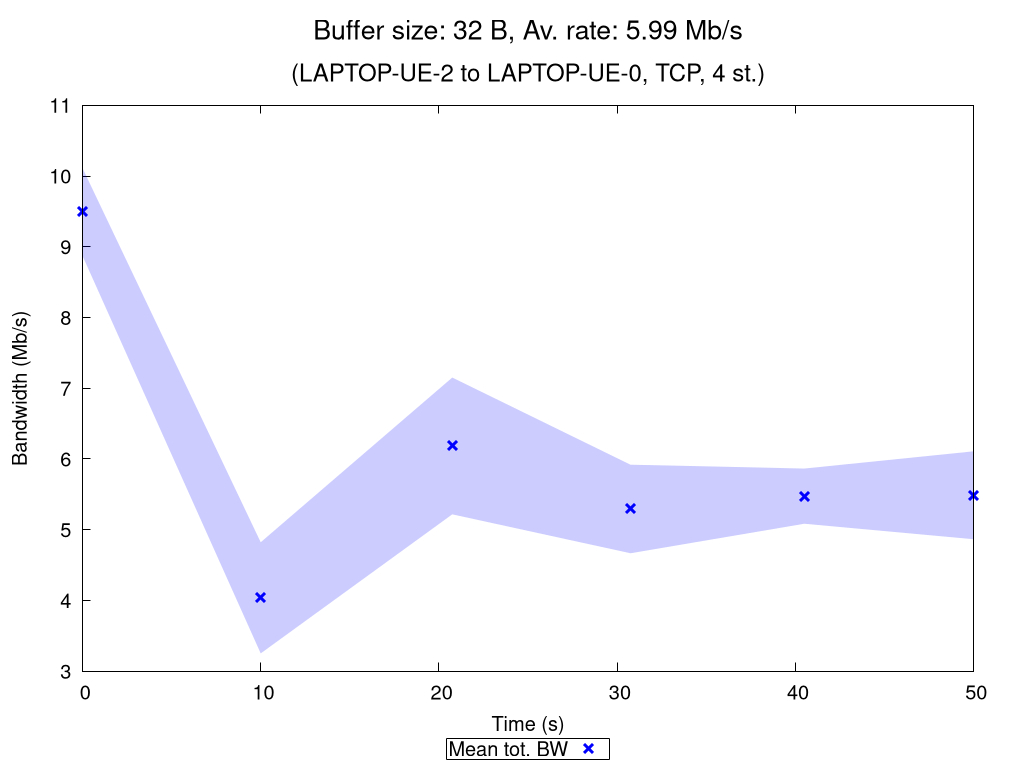 Buffer size: 32 B, Av. rate: 5.99 Mb/s
(LAPTOP-UE-2 to LAPTOP-UE-0, TCP, 4 st.)
11
10
9
8
7
6
5
4
3
Bandwidth (Mb/s)
0 10 20 30 40 50
Time (s)
Mean tot. BW